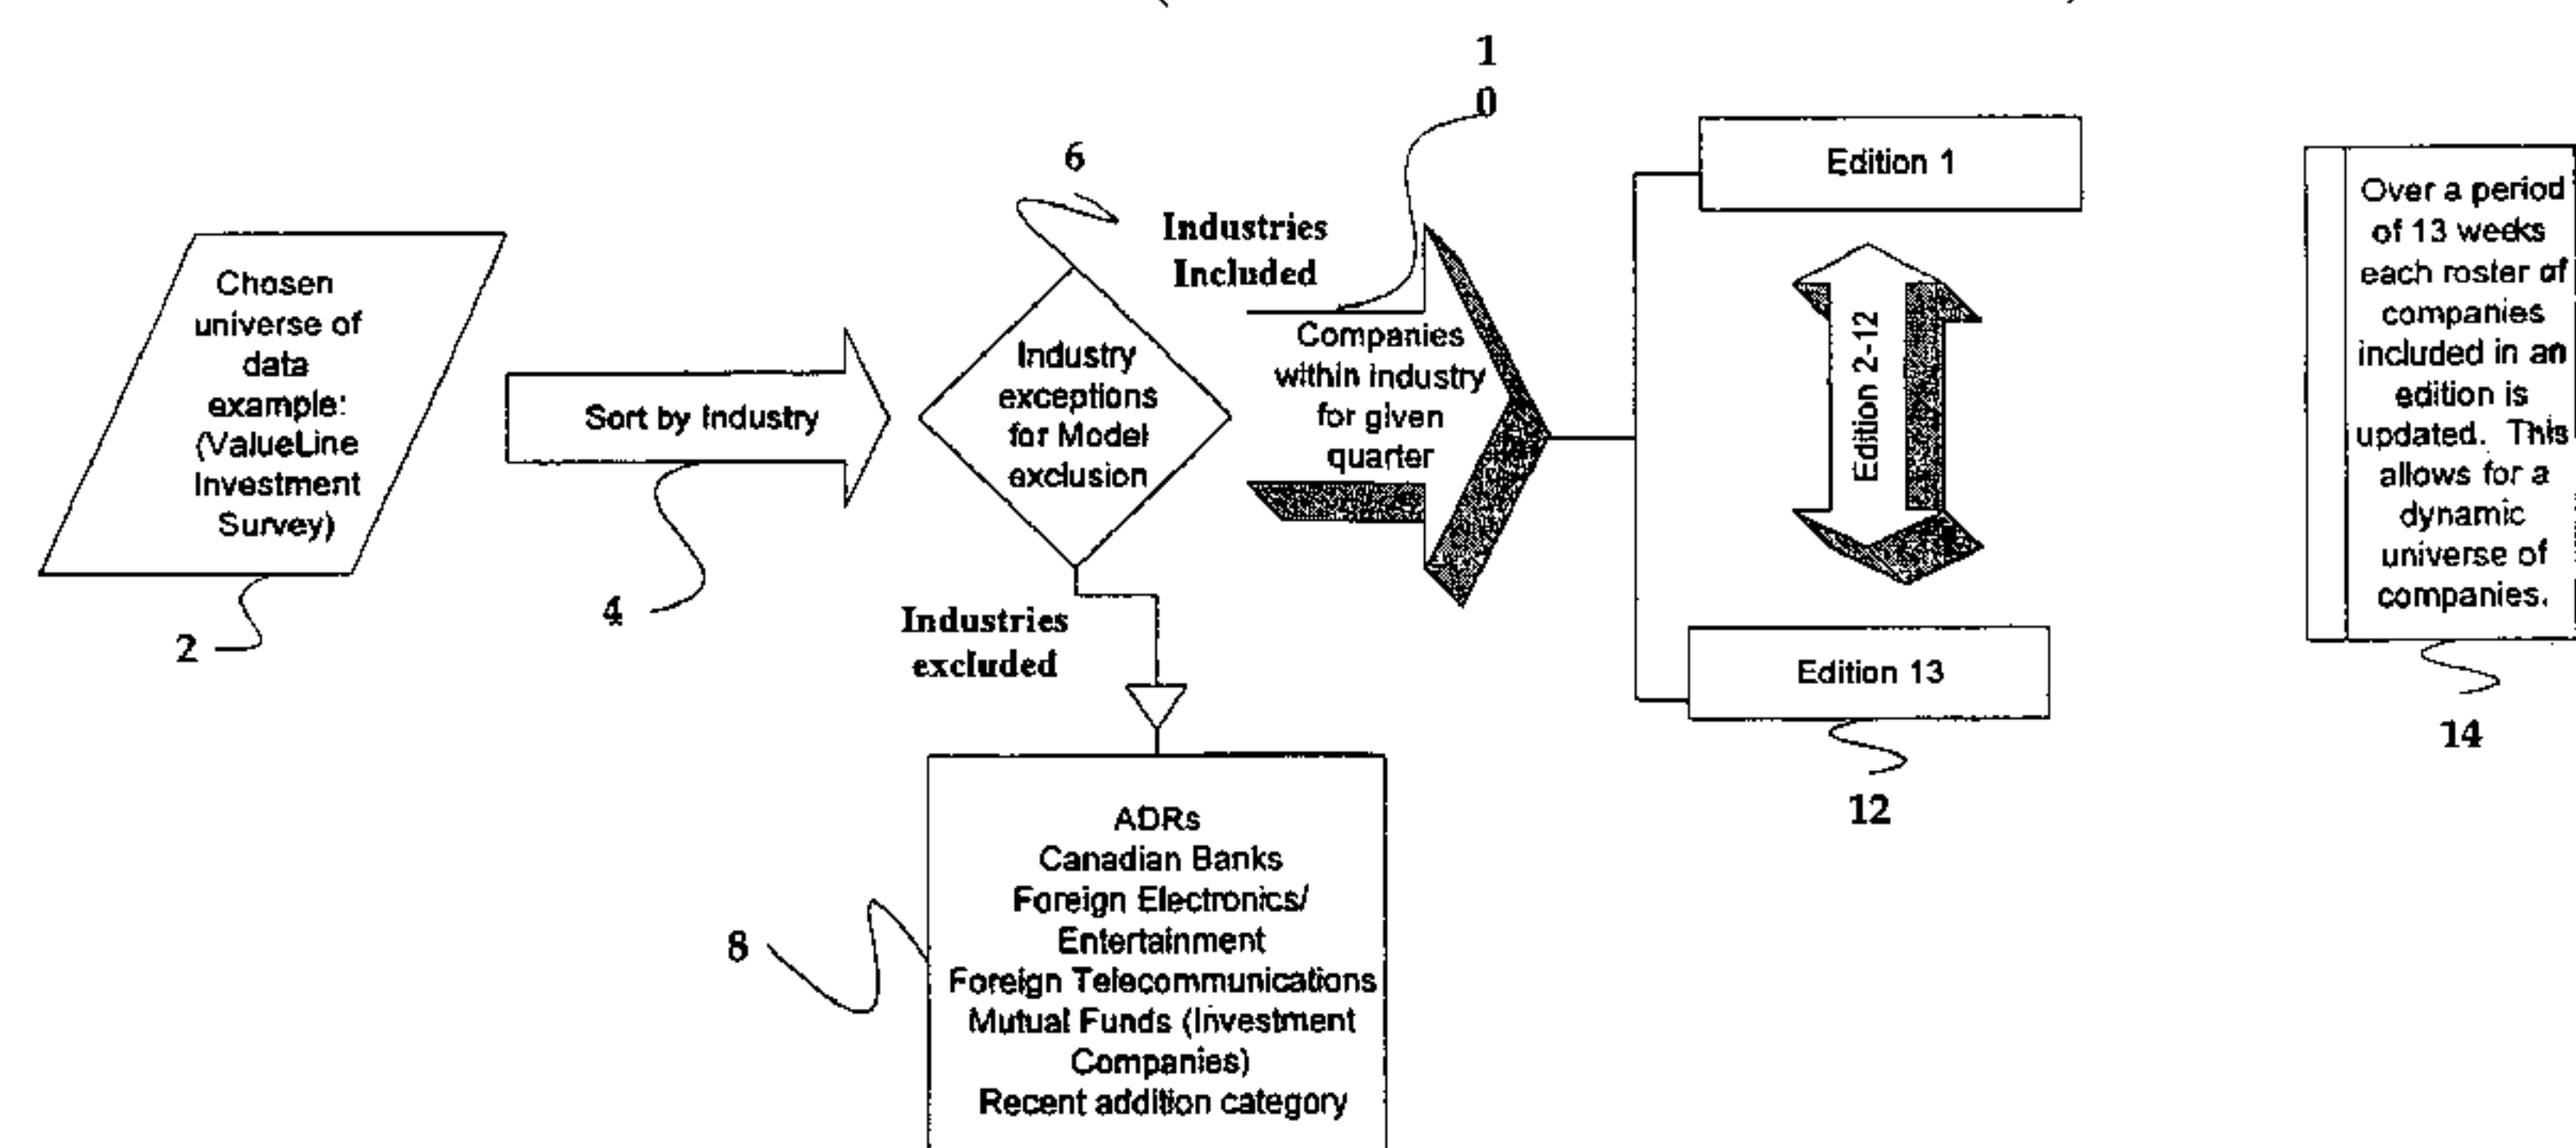 Chosen
universe of
data
example:
(ValueLine
Investment
Survey)
2
Sort by Industry
4
6
Industry
exceptions
for Model
exclusion
Industries
Included
1
0
Companies
within industry
for given
quarter
Industries
excluded
8
ADRs
Canadian Banks
Foreign Electronics/
Entertainment
Foreign Telecommunications
Mutual Funds (Investment
Companies)
Recent addition category
Edition 1
Edition 2-12
Edition 13
12
Over a period
of 13 weeks
each roster of
companies
included in an
edition is
updated. This
allows for a
dynamic
universe of
companies.
14